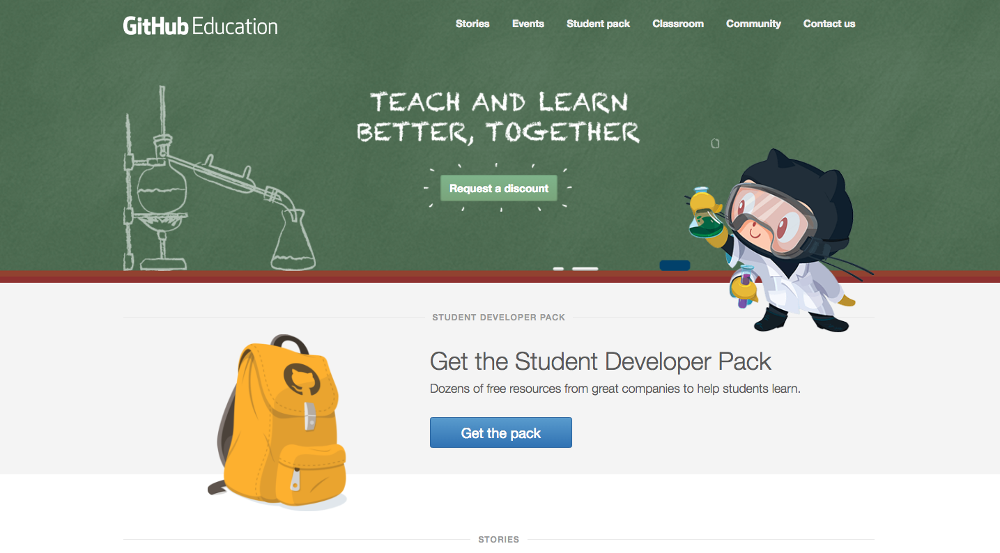 GitHub Education
Stories
Events
Student pack
Classroom
Community
Contact us
TEACH AND LEARN
BETTER, TOGETHER
Request a discount
STUDENT DEVELOPER PACK
Get the Student Developer Pack
Dozens of free resources from great companies to help students learn.
Get the pack
STORIES